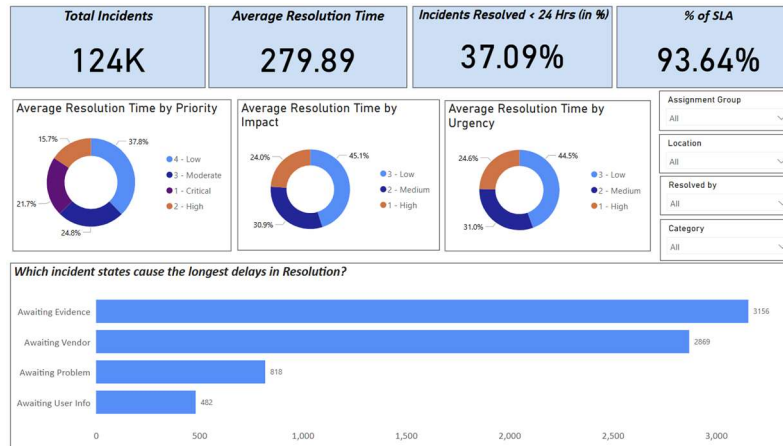 Total Incidents
124K
Average Resolution Time
279.89
Incidents Resolved < 24 Hrs (in %)
37.09%
% of SLA
93.64%
Average Resolution Time by Priority
15.7%
37.8%
21.7%
24.8%
4 - Low
3 - Moderate
1 - Critical
2 - High
Average Resolution Time by
Impact
24.0%
45.1%
30.9%
3 - Low
2 - Medium
1 - High
Average Resolution Time by
Urgency
24.6%
44.5%
31.0%
3 - Low
2 - Medium
1 - High
Assignment Group
All
Location
All
Resolved by
All
Category
All
Which incident states cause the longest delays in Resolution?
Awaiting Evidence
3156
Awaiting Vendor
2869
Awaiting Problem
818
Awaiting User Info
482
0
500
1,000
1,500
2,000
2,500
3,000